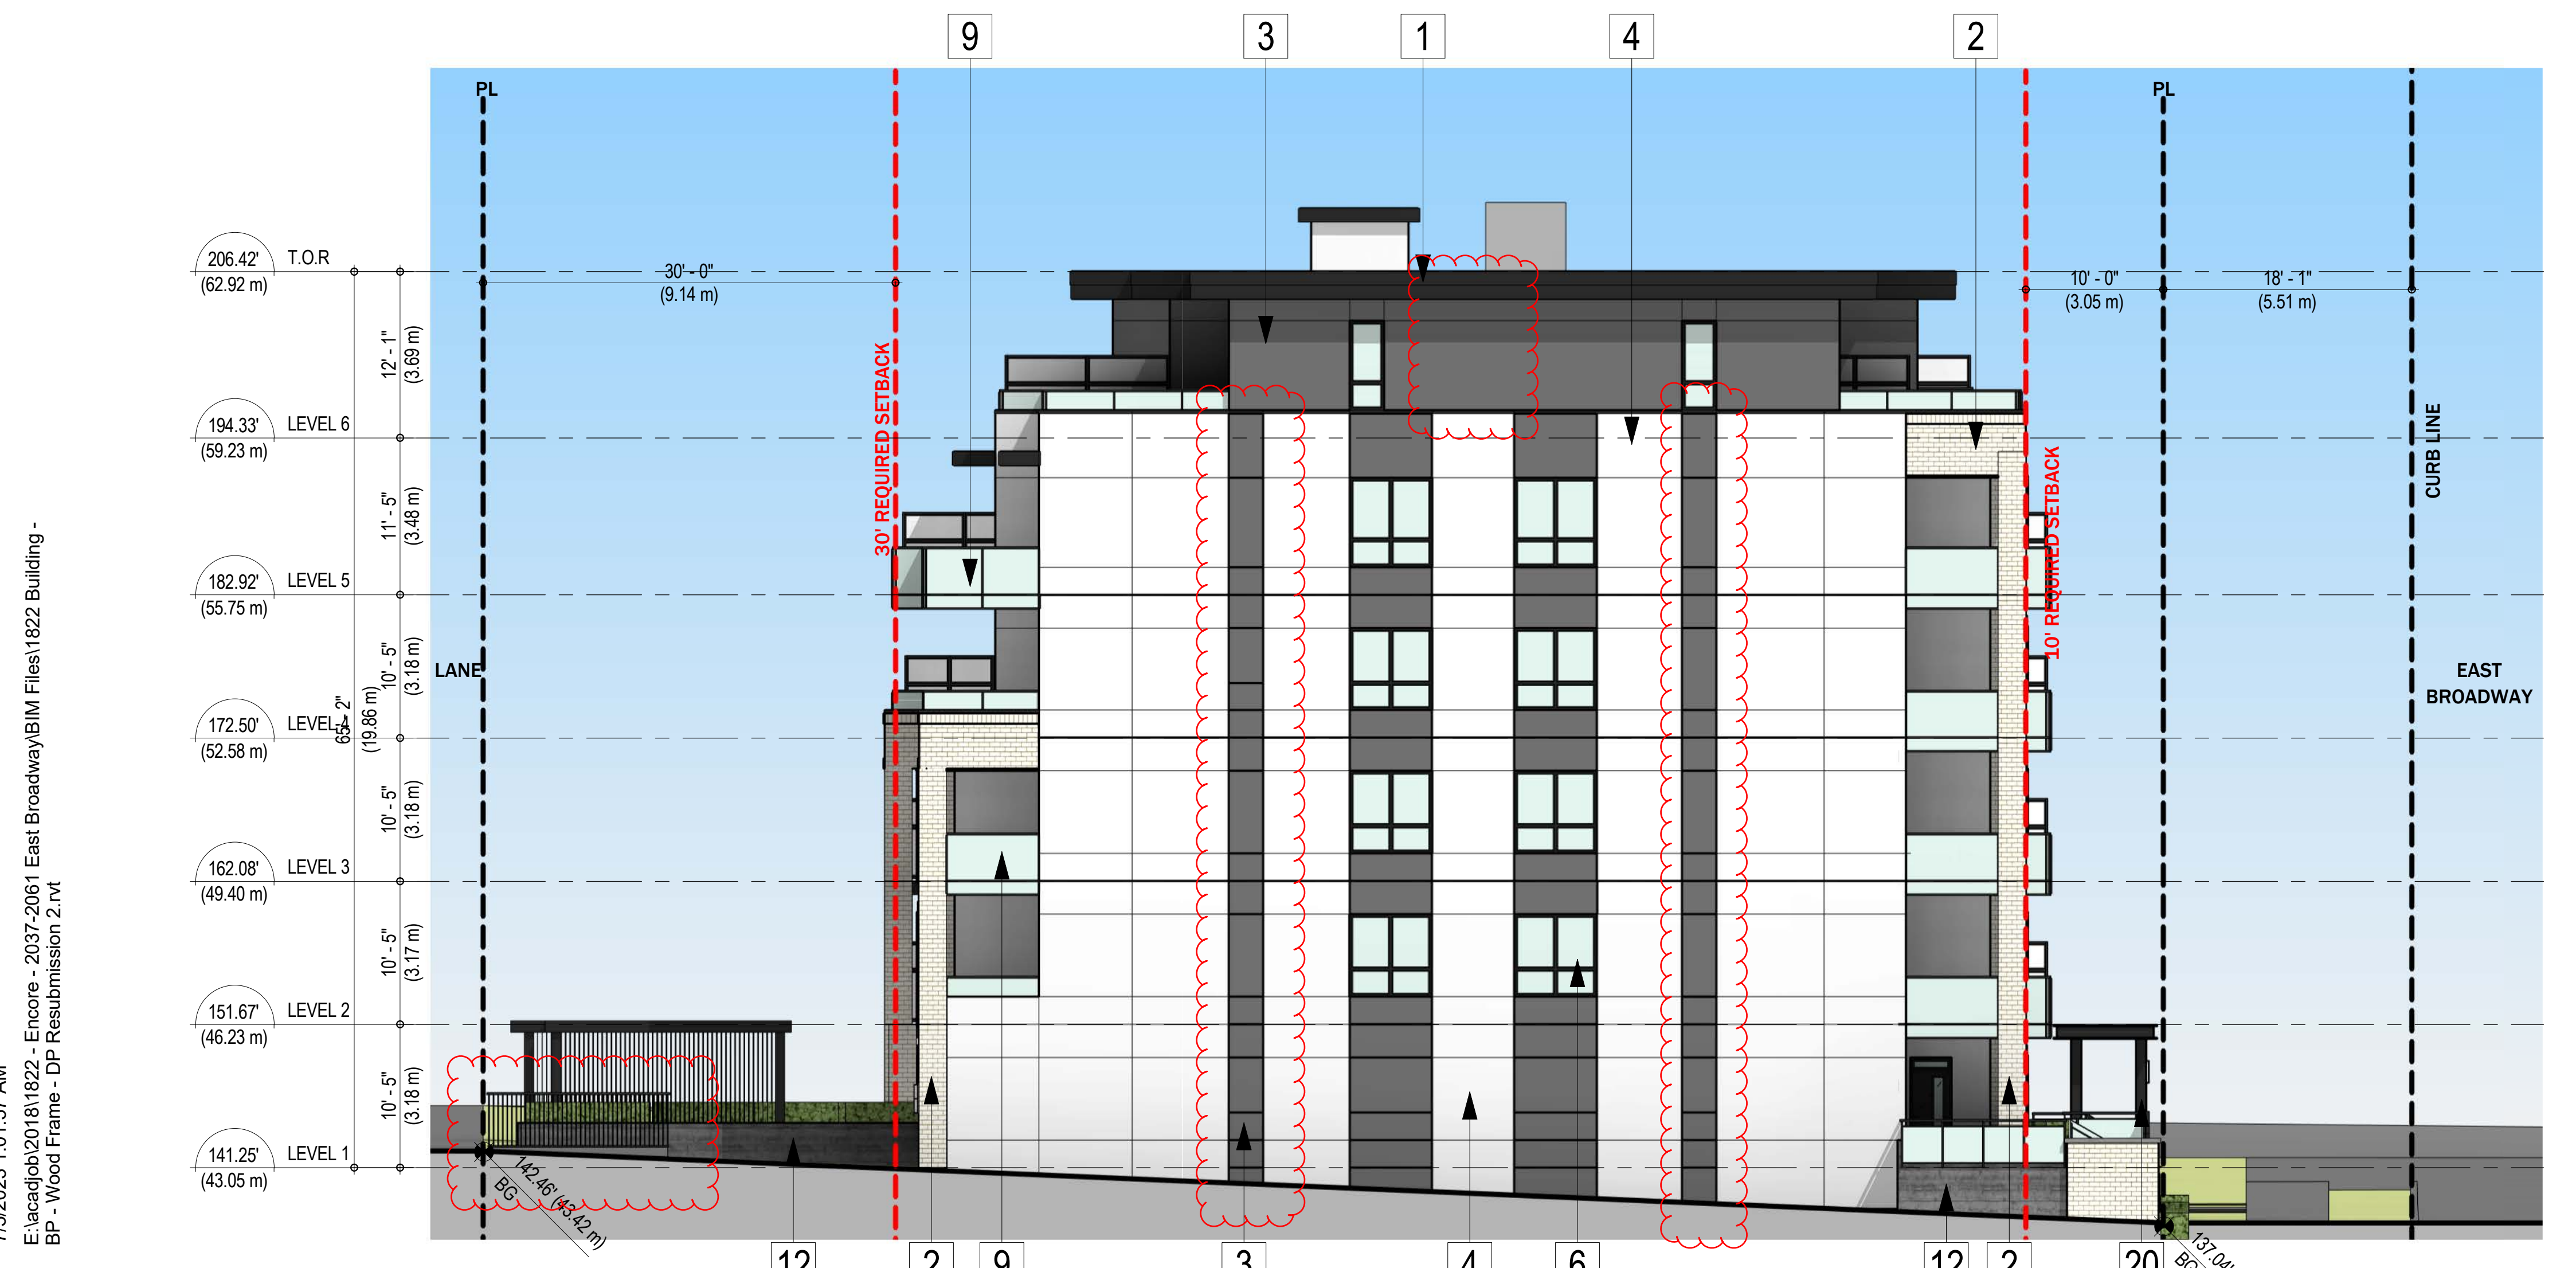 9
3
1
4
2
PL
PL
206.42'
(62.92 m)
T.O.R
30' - 0"
(9.14 m)
10' - 0"
(3.05 m)
18' - 1"
(5.51 m)
12' - 1"
(3.69 m)
30' REQUIRED SETBACK
194.33'
(59.23 m)
LEVEL 6
CURB LINE
11' - 5"
(3.48 m)
10' REQUIRED SETBACK
182.92'
(55.75 m)
LEVEL 5
LANE
EAST
BROADWAY
10' - 5"
(3.18 m)
172.50'
(52.58 m)
LEVEL 4
65' - 2"
(19.86 m)
10' - 5"
(3.18 m)
162.08'
(49.40 m)
LEVEL 3
10' - 5"
(3.17 m)
151.67'
(46.23 m)
LEVEL 2
10' - 5"
(3.18 m)
141.25'
(43.05 m)
LEVEL 1
142.46' (43.42 m)
BG
137.04'
BG
12
2
9
3
4
6
12
2
20
E:\acadjob\2018\1822 - Encore - 2037-2061 East Broadway\BIM Files\1822 Building -
BP - Wood Frame - DP Resubmission 2.rvt